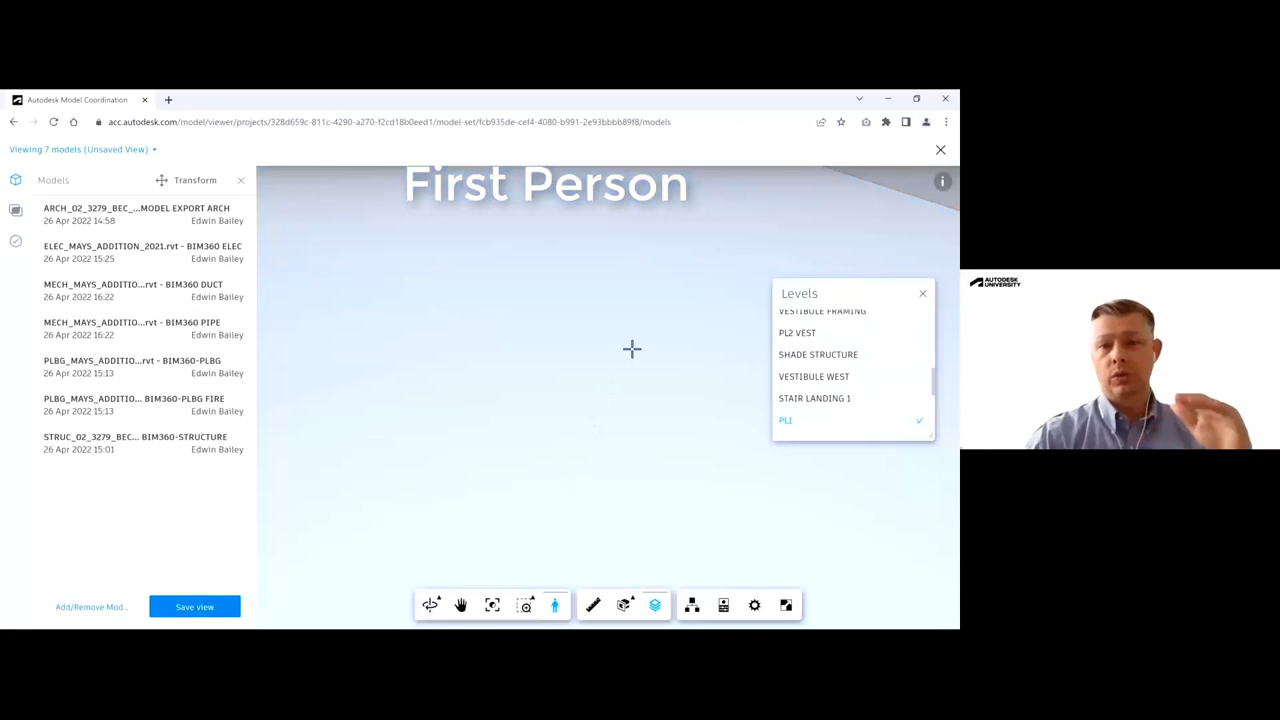 Autodesk Model Coordination
acc.autodesk.com/model/viewer/projects/328d659c-811c-4290-a270-f2cd18b0eed1/model-set/fcb935de-cef4-4080-b991-2e93bbbb89f8/models
Viewing 7 models (Unsaved View)
Models
Transform
ARCH_02_3279_BEC_...MODEL EXPORT ARCH
26 Apr 2022 14:58 Edwin Bailey
ELEC_MAYS_ADDITION_2021.rvt - BIM360 ELEC
26 Apr 2022 15:25 Edwin Bailey
MECH_MAYS_ADDITIO...rvt - BIM360 DUCT
26 Apr 2022 16:22 Edwin Bailey
MECH_MAYS_ADDITIO...rvt - BIM360 PIPE
26 Apr 2022 16:22 Edwin Bailey
PLBG_MAYS_ADDITIO...rvt - BIM360-PLBG
26 Apr 2022 15:13 Edwin Bailey
PLBG_MAYS_ADDITIO... BIM360-PLBG FIRE
26 Apr 2022 15:13 Edwin Bailey
STRUC_02_3279_BEC... BIM360-STRUCTURE
26 Apr 2022 15:01 Edwin Bailey
Add/Remove Mod...
Save view
First Person
Levels
VESTIBULE FRAMING
PL2 VEST
SHADE STRUCTURE
VESTIBULE WEST
STAIR LANDING 1
PL1
AUTODESK
UNIVERSITY